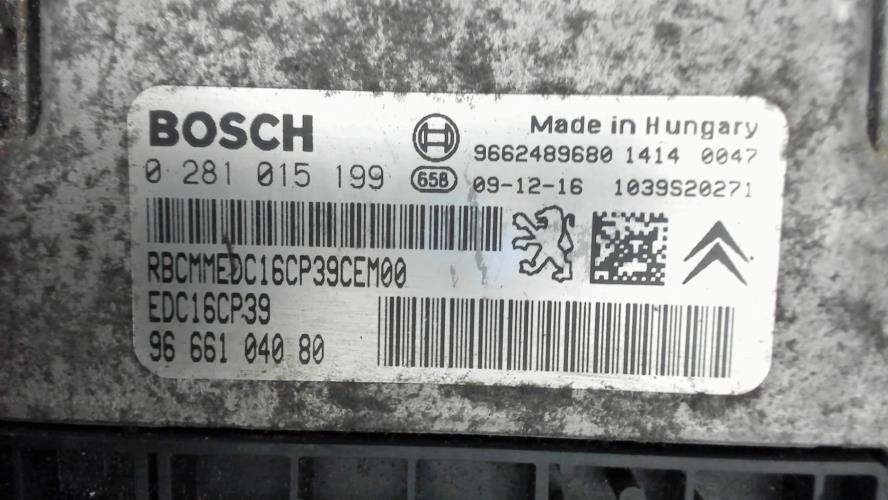 BOSCH
Made in Hungary
9662489680 1414 0047
0 281 015 199
658 09-12-16 1039S20271
RBCMMEDC16CP39CEM00
EDC16CP39
96 661 040 80